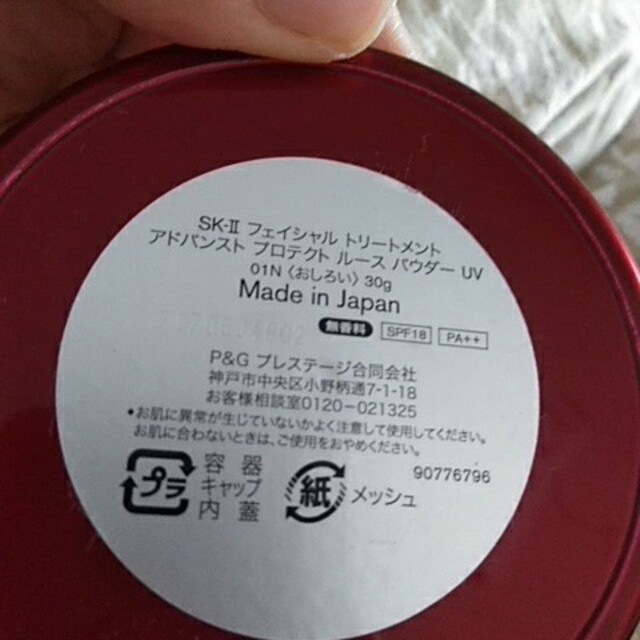 SK-II フェイシャル トリートメント
アドバンスト プロテクト ルース パウダー UV
01N〈おしろい〉30g
Made in Japan
無香料 SPF18 PA++
P&G プレステージ合同会社
神戸市中央区小野柄通7-1-18
お客様相談室0120-021325
•お肌に異常が生じていないかよく注意して使用してください。
お肌に合わないときは、ご使用をおやめください。
90776796
プラ 容器
キャップ
内蓋
紙 メッシュ